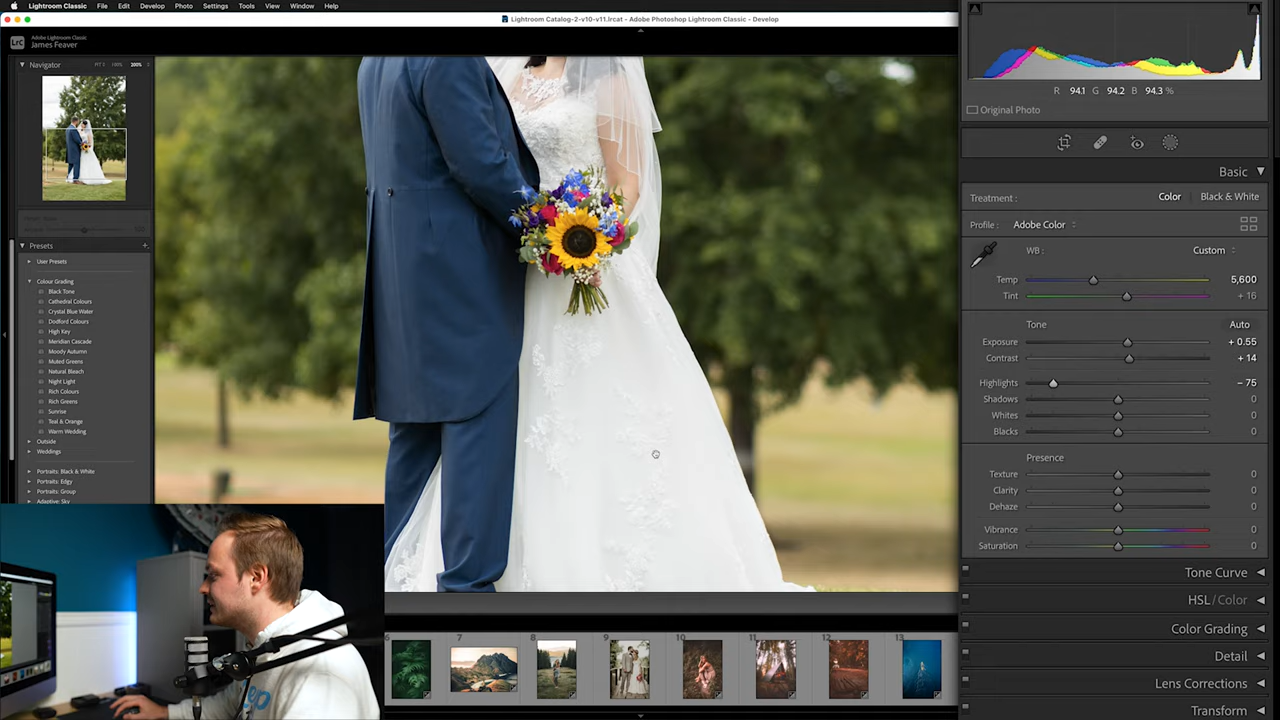 Lightroom Classic File Edit Develop Photo Settings Tools View Window Help
Lightroom Catalog-2-v10-v11.lrcat - Adobe Photoshop Lightroom Classic - Develop
LrC
Adobe Lightroom Classic
James Feaver
Navigator FIT 100% 200%
Presets +
User Presets
Colour Grading
Black Tone
Cathedral Colours
Crystal Blue Water
Dodford Colours
High Key
Meridian Cascade
Moody Autumn
Muted Greens
Natural Bleach
Night Light
Rich Colours
Rich Greens
Sunrise
Teal & Orange
Warm Wedding
Outside
Weddings
Portraits: Black & White
Portraits: Edgy
Portraits: Group
Adaptive: Sky
R 94.1 G 94.2 B 94.3 %
Original Photo
Basic
Treatment : Color Black & White
Profile : Adobe Color
WB : Custom
Temp 5,600
Tint + 16
Tone Auto
Exposure + 0.55
Contrast + 14
Highlights – 75
Shadows 0
Whites 0
Blacks 0
Presence
Texture 0
Clarity 0
Dehaze 0
Vibrance 0
Saturation 0
Tone Curve
HSL / Color
Color Grading
Detail
Lens Corrections
Transform
6 7 8 9 10 11 12 13